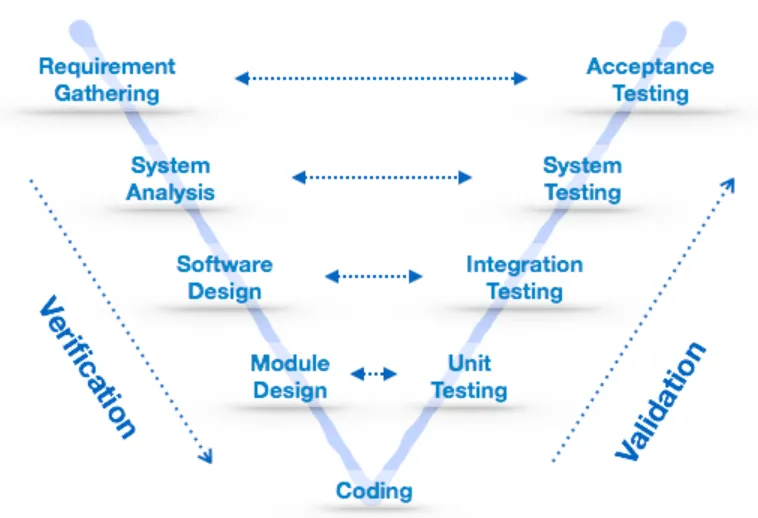 Requirement
Gathering
Acceptance
Testing
System
Analysis
System
Testing
Software
Design
Integration
Testing
Verification
Module
Design
Unit
Testing
Validation
Coding